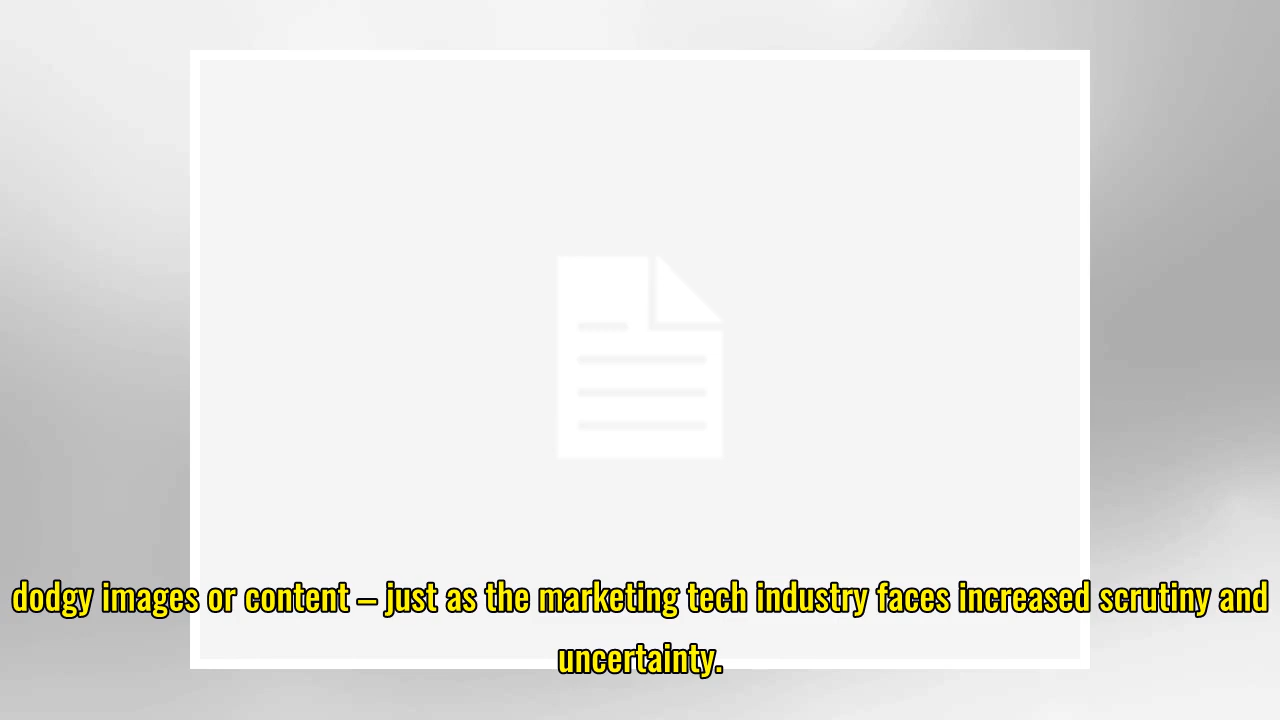 dodgy images or content – just as the marketing tech industry faces increased scrutiny and
uncertainty.